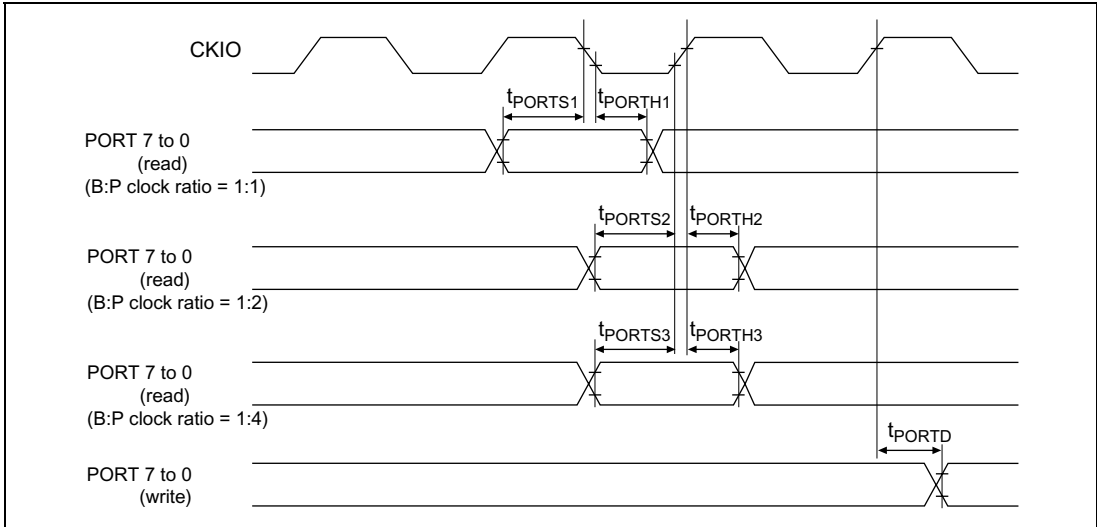 CKIO
tPORTS1
tPORTH1
PORT 7 to 0
(read)
(B:P clock ratio = 1:1)
tPORTS2
tPORTH2
PORT 7 to 0
(read)
(B:P clock ratio = 1:2)
tPORTS3
tPORTH3
PORT 7 to 0
(read)
(B:P clock ratio = 1:4)
tPORTD
PORT 7 to 0
(write)